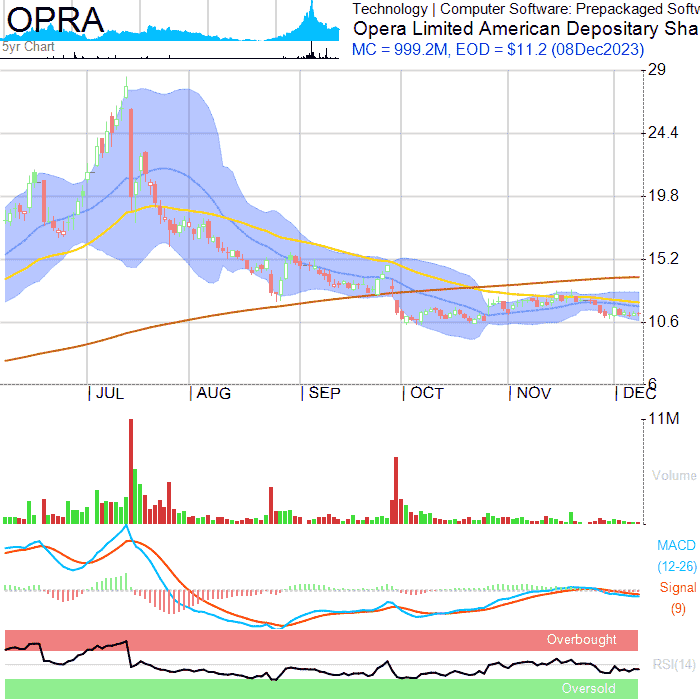 OPRA
5yr Chart
Technology | Computer Software: Prepackaged Softw
Opera Limited American Depositary Sha
MC = 999.2M, EOD = $11.2 (08Dec2023)
29
24.4
19.8
15.2
10.6
6
JUL AUG SEP OCT NOV DEC
11M
Volume
MACD
(12-26)
Signal
(9)
Overbought
RSI(14)
Oversold